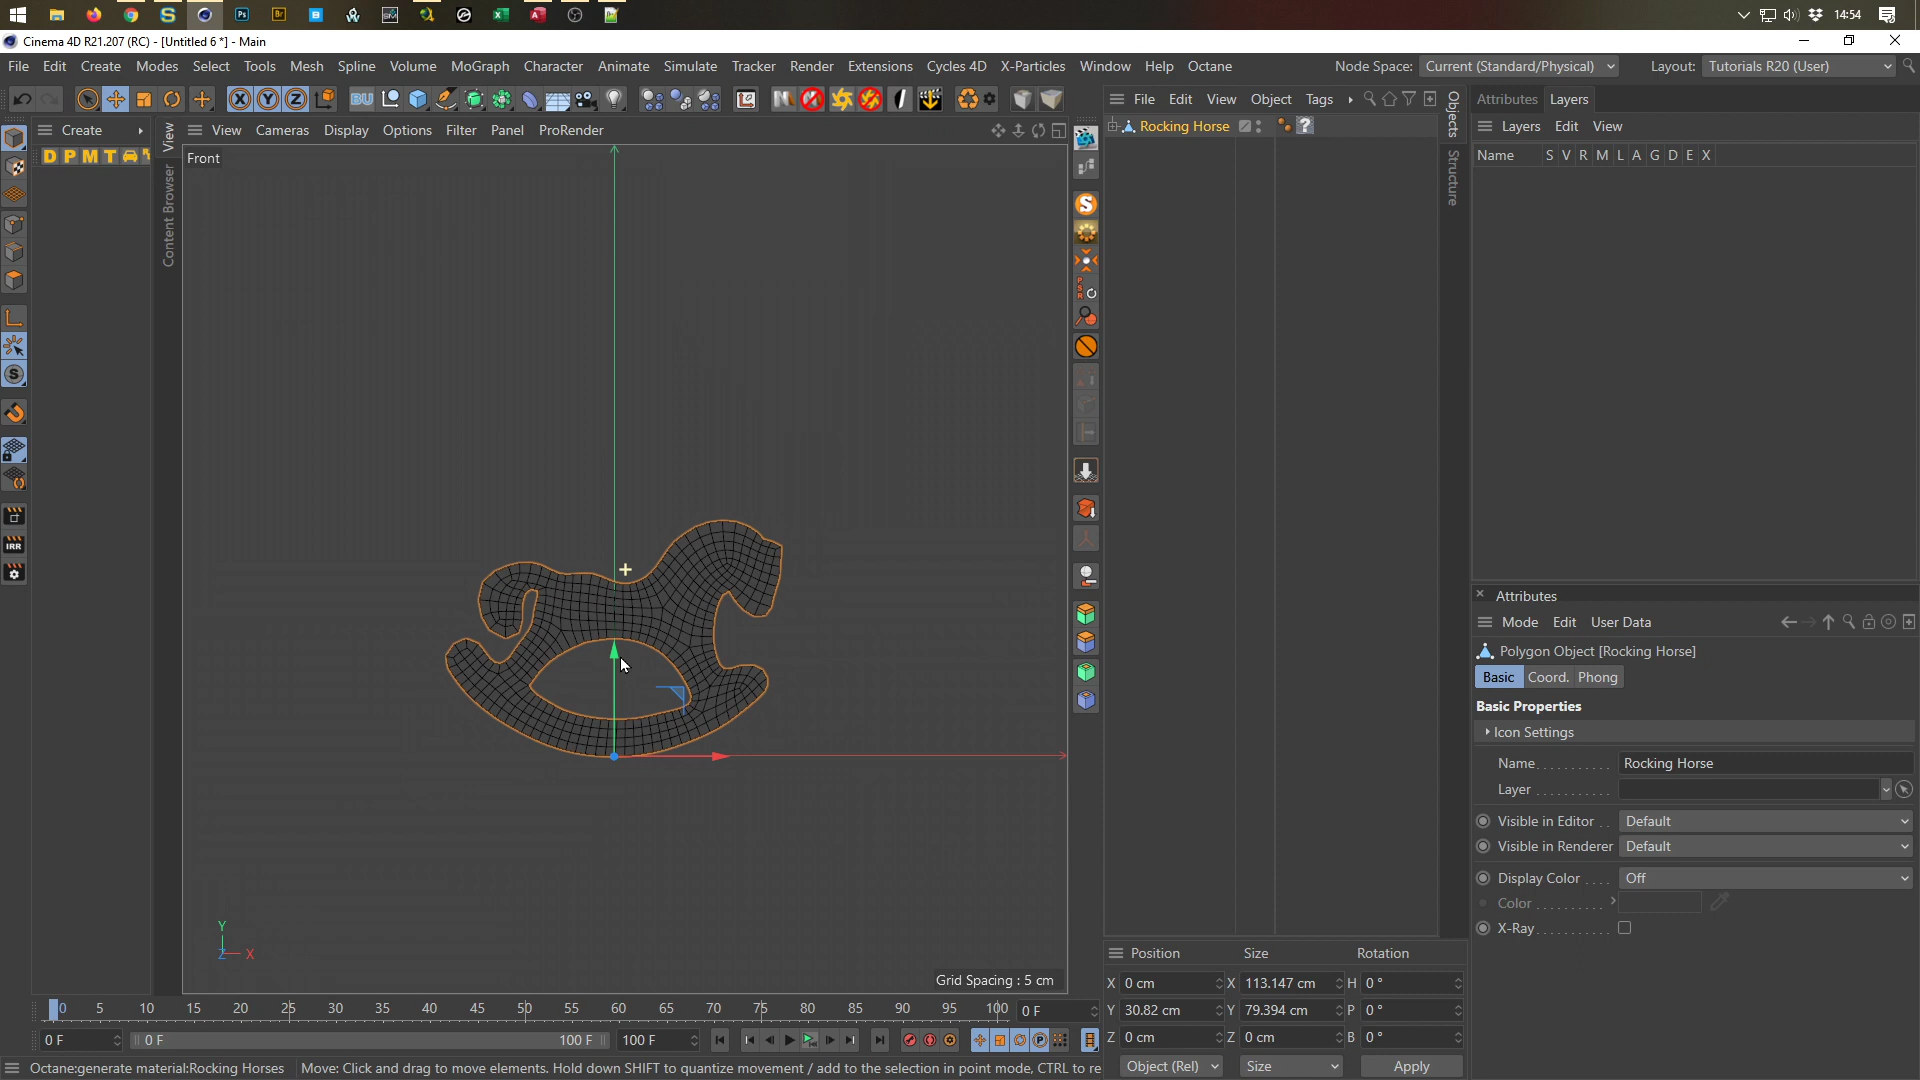 14:54
Cinema 4D R21.207 (RC) - [Untitled 6 *] - Main
File Edit Create Modes Select Tools Mesh Spline Volume MoGraph Character Animate Simulate Tracker Render Extensions Cycles 4D X-Particles Window Help Octane Node Space: Current (Standard/Physical) Layout: Tutorials R20 (User)
File Edit View Object Tags
Attributes Layers
Create
View Cameras Display Options Filter Panel ProRender
Rocking Horse
Layers Edit View
D P M T
View
Content Browser
Objects
Structure
Front
Name S V R M L A G D E X
Attributes
Mode Edit User Data
Polygon Object [Rocking Horse]
Basic Coord. Phong
Basic Properties
Icon Settings
Name Rocking Horse
Layer
Visible in Editor Default
Visible in Renderer Default
Display Color Off
Color
X-Ray
Y
Z X
Grid Spacing : 5 cm
Position Size Rotation
X 0 cm X 113.147 cm H 0 °
Y 30.82 cm Y 79.394 cm P 0 °
Z 0 cm Z 0 cm B 0 °
Object (Rel) Size Apply
0 5 10 15 20 25 30 35 40 45 50 55 60 65 70 75 80 85 90 95 100 0 F
0 F 0 F 100 F 100 F
Octane:generate material:Rocking Horses Move: Click and drag to move elements. Hold down SHIFT to quantize movement / add to the selection in point mode, CTRL to re